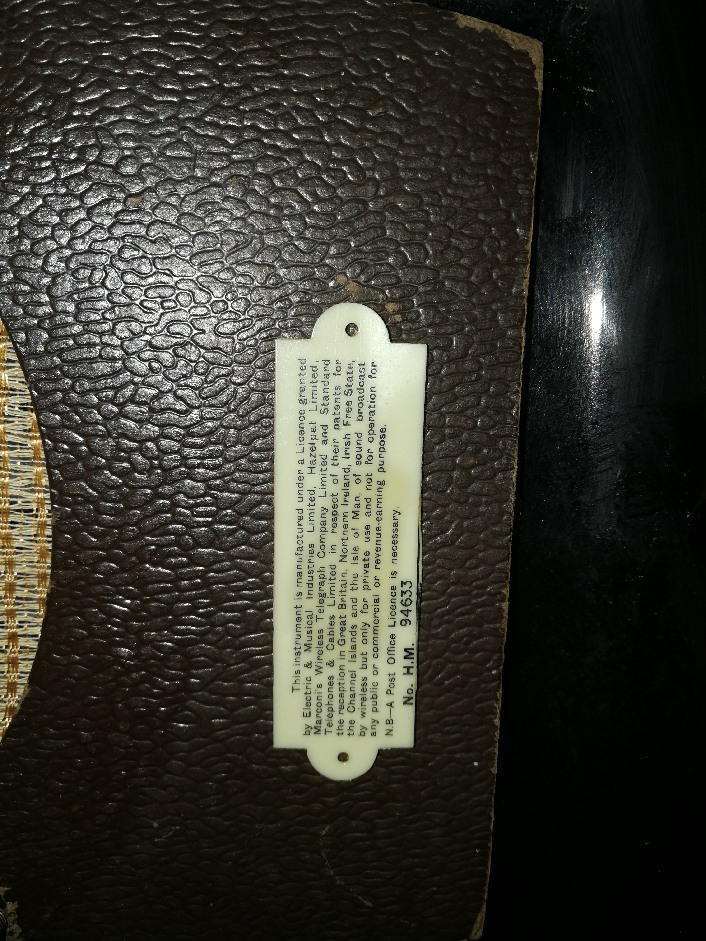 This instrument is manufactured under a Licence granted
by Electric & Musical Industries Limited, Hazelpat Limited,
Marconi's Wireless Telegraph Company Limited and Standard
Telephones & Cables Limited in respect of their patents for
the reception in Great Britain, Northern Ireland, Irish Free State,
the Channel Islands and the Isle of Man, of sound broadcast
by wireless but only for private use and not for operation for
any public or commercial or revenue-earning purpose.
N.B—A Post Office Licence is necessary.
No. H.M. 94633